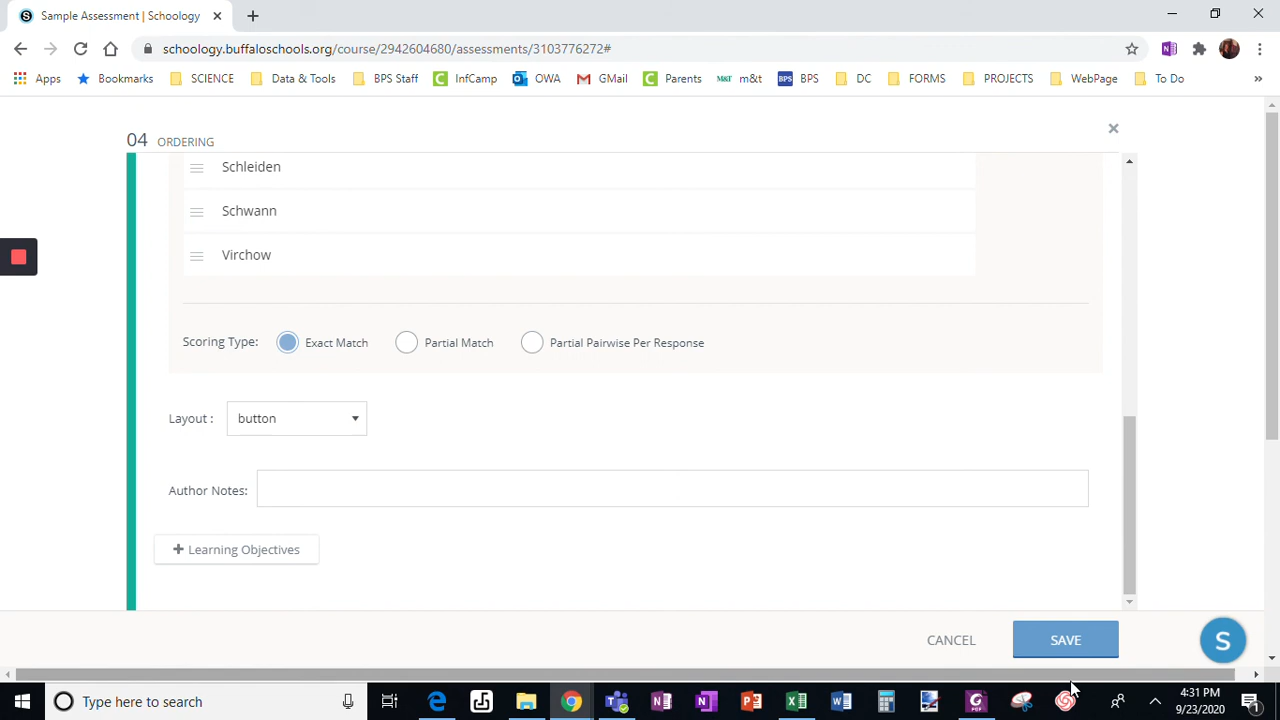 Sample Assessment | Schoology
schoology.buffaloschools.org/course/2942604680/assessments/3103776272#
Apps Bookmarks SCIENCE Data & Tools BPS Staff InfCamp OWA GMail Parents m&t m&t BPS BPS DC FORMS PROJECTS WebPage To Do »
04 ORDERING
Schleiden
Schwann
Virchow
Scoring Type: Exact Match Partial Match Partial Pairwise Per Response
Layout : button
Author Notes:
+ Learning Objectives
CANCEL SAVE S
Type here to search
4:31 PM
9/23/2020
1